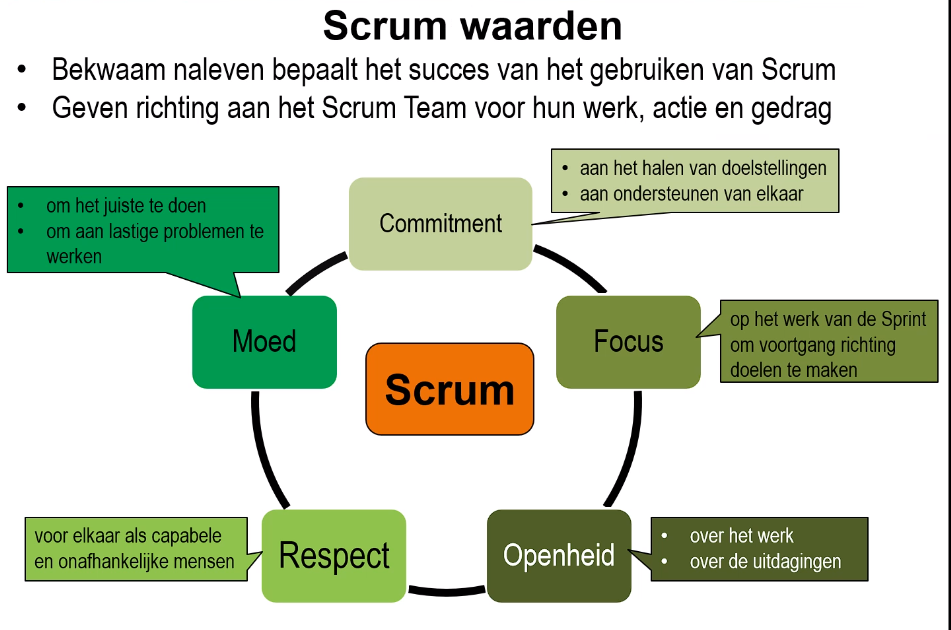 Scrum waarden
• Bekwaam naleven bepaalt het succes van het gebruiken van Scrum
• Geven richting aan het Scrum Team voor hun werk, actie en gedrag
• aan het halen van doelstellingen
• aan ondersteunen van elkaar
Commitment
• om het juiste te doen
• om aan lastige problemen te
werken
Moed
Focus
op het werk van de Sprint
om voortgang richting
doelen te maken
Scrum
voor elkaar als capabele
en onafhankelijke mensen
Respect
Openheid
• over het werk
• over de uitdagingen